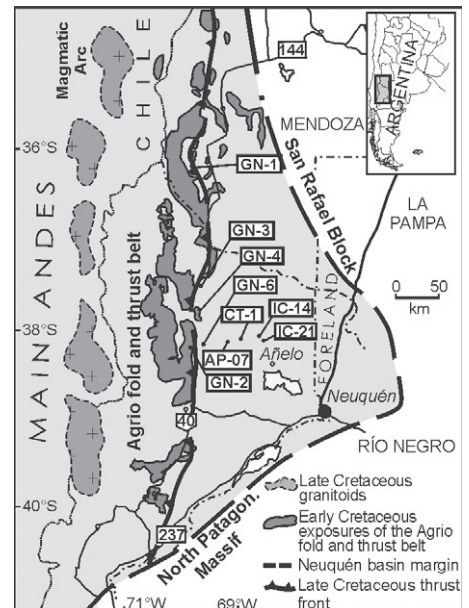 144
ARGENTINA
Magmatic
Arc
CHILE
MENDOZA
36°S
GN-1
San Rafael Block
LA
PAMPA
MAIN ANDES
Agrio fold and thrust belt
GN-3
GN-4
GN-6
0 50
km
CT-1
IC-14
38°S
IC-21
FORELAND
AP-07
Añelo
GN-2
Neuquén
40
RÍO NEGRO
40°S
237
North Patagon.
Massif
Late Cretaceous
granitoids
Early Cretaceous
exposures of the Agrio
fold and thrust belt
Neuquén basin margin
Late Cretaceous thrust
front
71°W
69°W